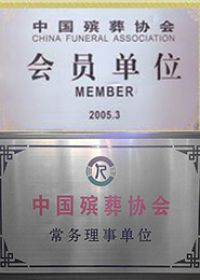 中国殡葬协会
CHINA FUNERAL ASSOCIATION
会员单位
MEMBER
2005.3
中国殡葬协会
常务理事单位